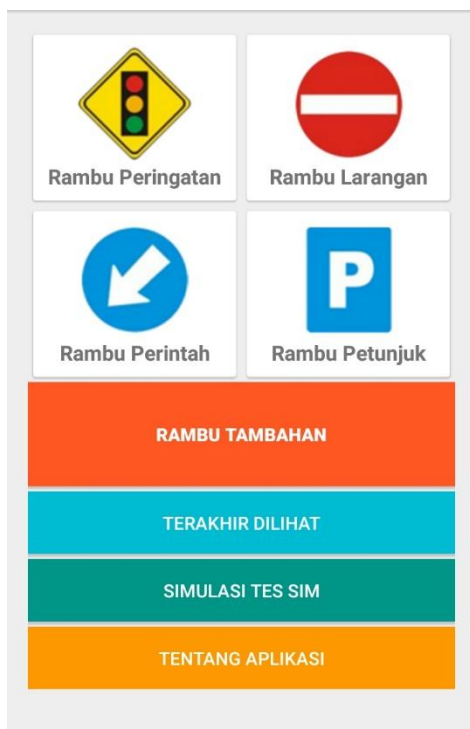 Rambu Peringatan
Rambu Larangan
P
Rambu Perintah
Rambu Petunjuk
RAMBU TAMBAHAN
TERAKHIR DILIHAT
SIMULASI TES SIM
TENTANG APLIKASI